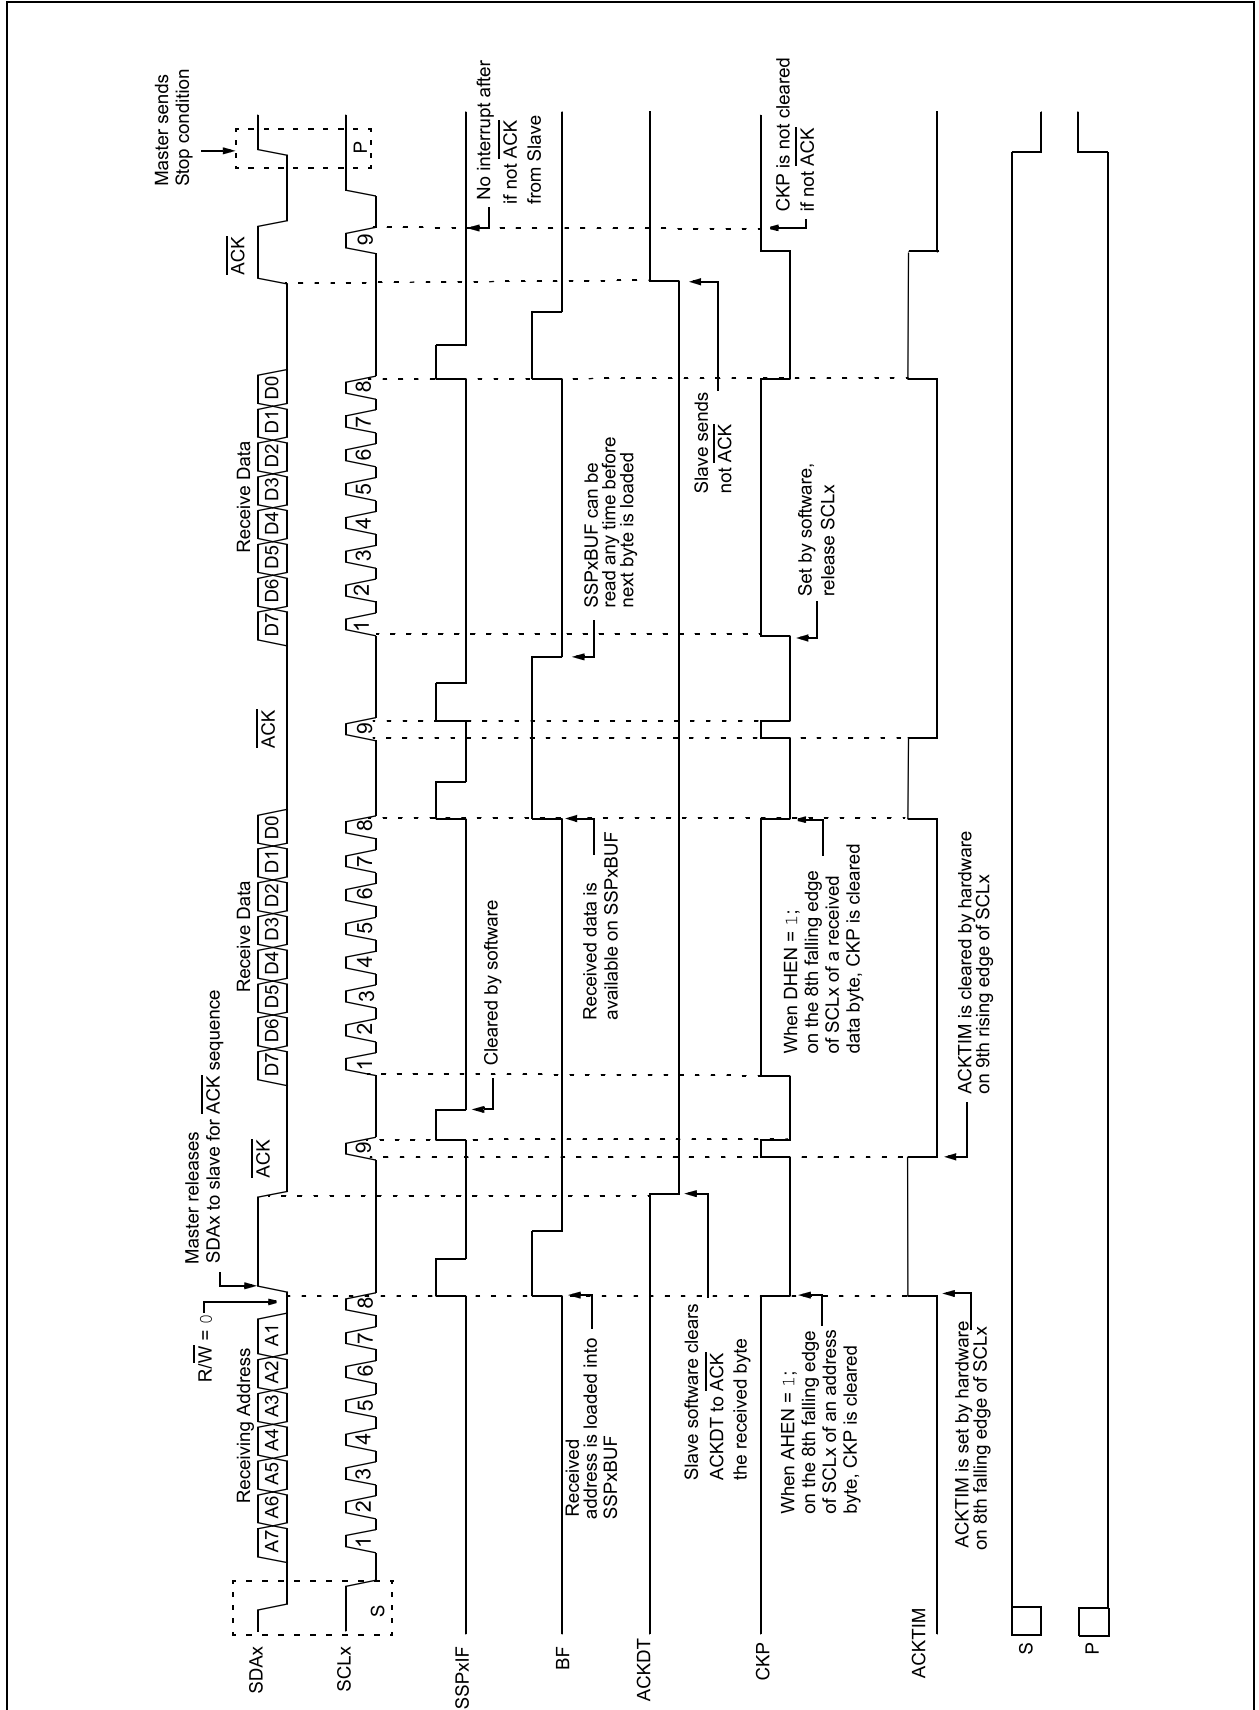 Master sends
Stop condition
Master releases
SDAx to slave for ACK sequence
R/W = 0
Receiving Address
Receive Data
Receive Data
ACK
ACK
ACK
SDAx
A7 A6 A5 A4 A3 A2 A1
D7 D6 D5 D4 D3 D2 D1 D0
D7 D6 D5 D4 D3 D2 D1 D0
SCLx
S
1 2 3 4 5 6 7 8 9
1 2 3 4 5 6 7 8 9
1 2 3 4 5 6 7 8 9
P
SSPxIF
Cleared by software
No interrupt after
if not ACK
from Slave
BF
Received
address is loaded into
SSPxBUF
Received data is
available on SSPxBUF
SSPxBUF can be
read any time before
next byte is loaded
ACKDT
Slave software clears
ACKDT to ACK
the received byte
Slave sends
not ACK
CKP
When AHEN = 1;
on the 8th falling edge
of SCLx of an address
byte, CKP is cleared
When DHEN = 1;
on the 8th falling edge
of SCLx of a received
data byte, CKP is cleared
Set by software,
release SCLx
CKP is not cleared
if not ACK
ACKTIM
ACKTIM is set by hardware
on 8th falling edge of SCLx
ACKTIM is cleared by hardware
on 9th rising edge of SCLx
S
P